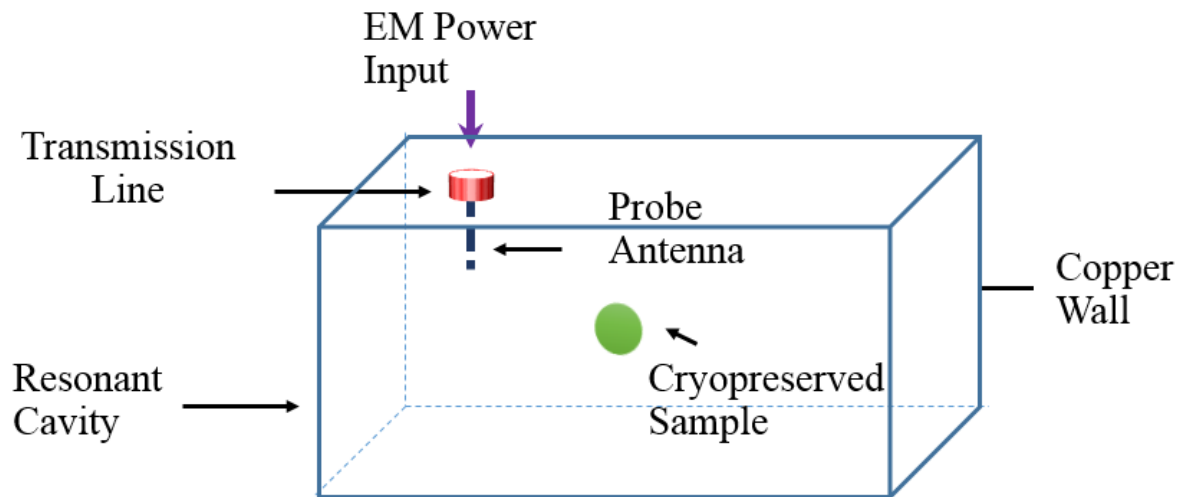 EM Power
Input
Transmission
Line
Probe
Antenna
Copper
Wall
Resonant
Cavity
Cryopreserved
Sample